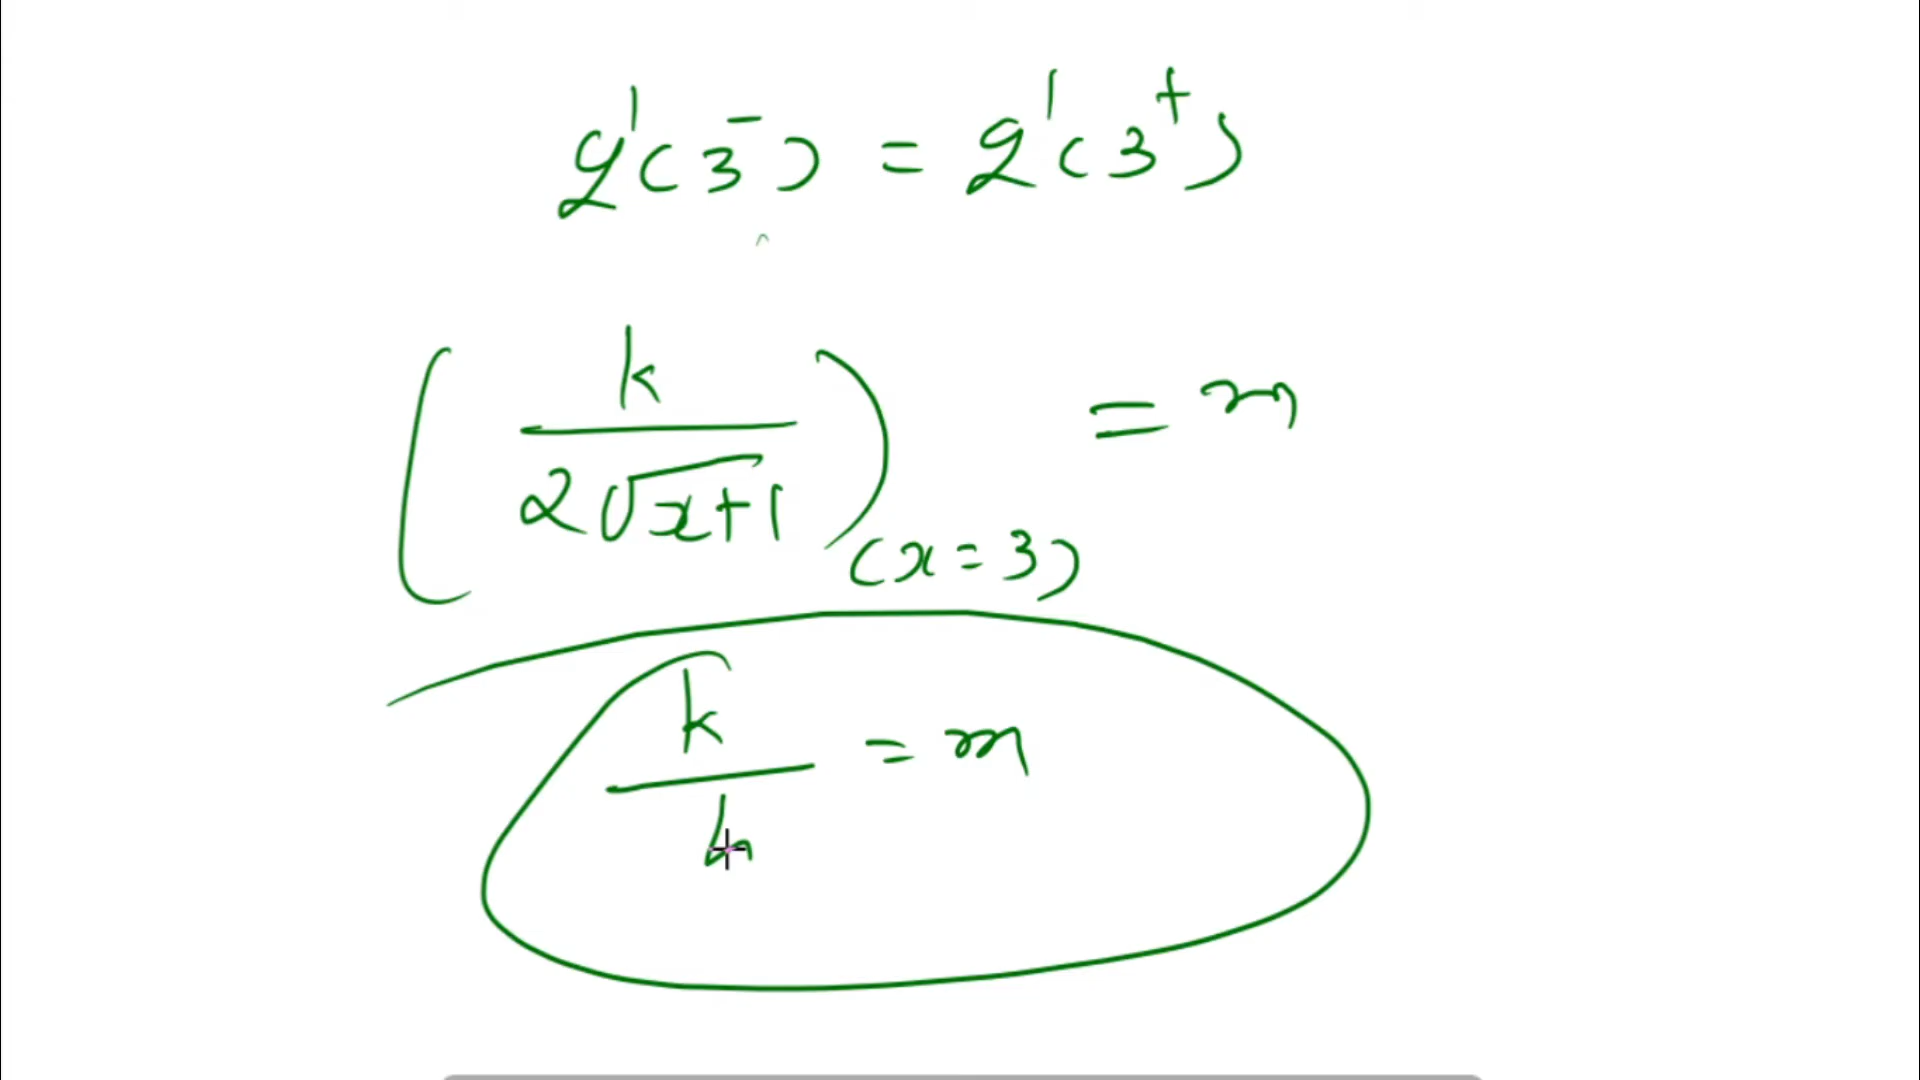 g'(3⁻) = g'(3⁺)
(k / 2√x+1)(x=3) = m
k/4 = m